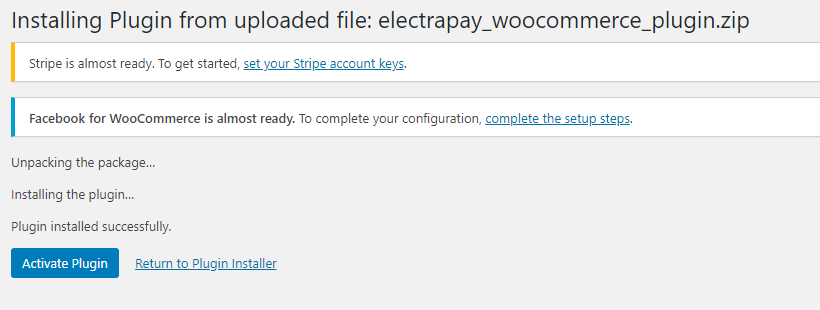 Installing Plugin from uploaded file: electrapay_woocommerce_plugin.zip
Stripe is almost ready. To get started, set your Stripe account keys.
Facebook for WooCommerce is almost ready. To complete your configuration, complete the setup steps.
Unpacking the package...
Installing the plugin...
Plugin installed successfully.
Activate Plugin Return to Plugin Installer